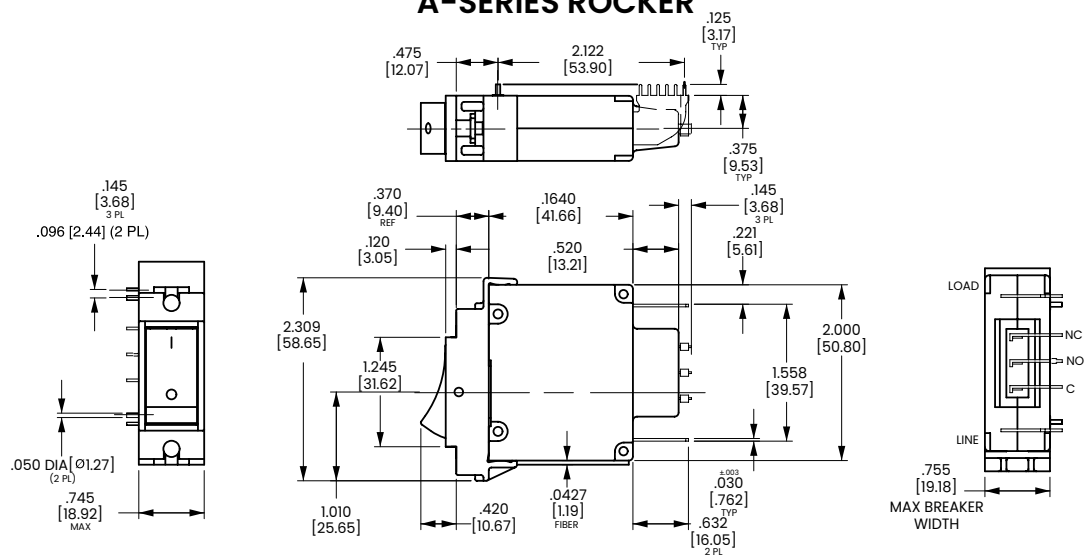 A-SERIES ROCKER
.125
[3.17]
TYP
.475
[12.07]
2.122
[53.90]
.375
[9.53]
TYP
.145
[3.68]
3 PL
.096 [2.44] (2 PL)
.370
[9.40]
REF
.1640
[41.66]
.145
[3.68]
3 PL
.120
[3.05]
.520
[13.21]
.221
[5.61]
LOAD
2.309
[58.65]
2.000
[50.80]
NC
1.245
[31.62]
1.558
[39.57]
NO
C
.050 DIA[Ø1.27]
(2 PL)
LINE
.745
[18.92]
MAX
1.010
[25.65]
.420
[10.67]
.0427
[1.19]
FIBER
±.003
.030
[.762]
TYP
.632
[16.05]
2 PL
.755
[19.18]
MAX BREAKER
WIDTH
I
O